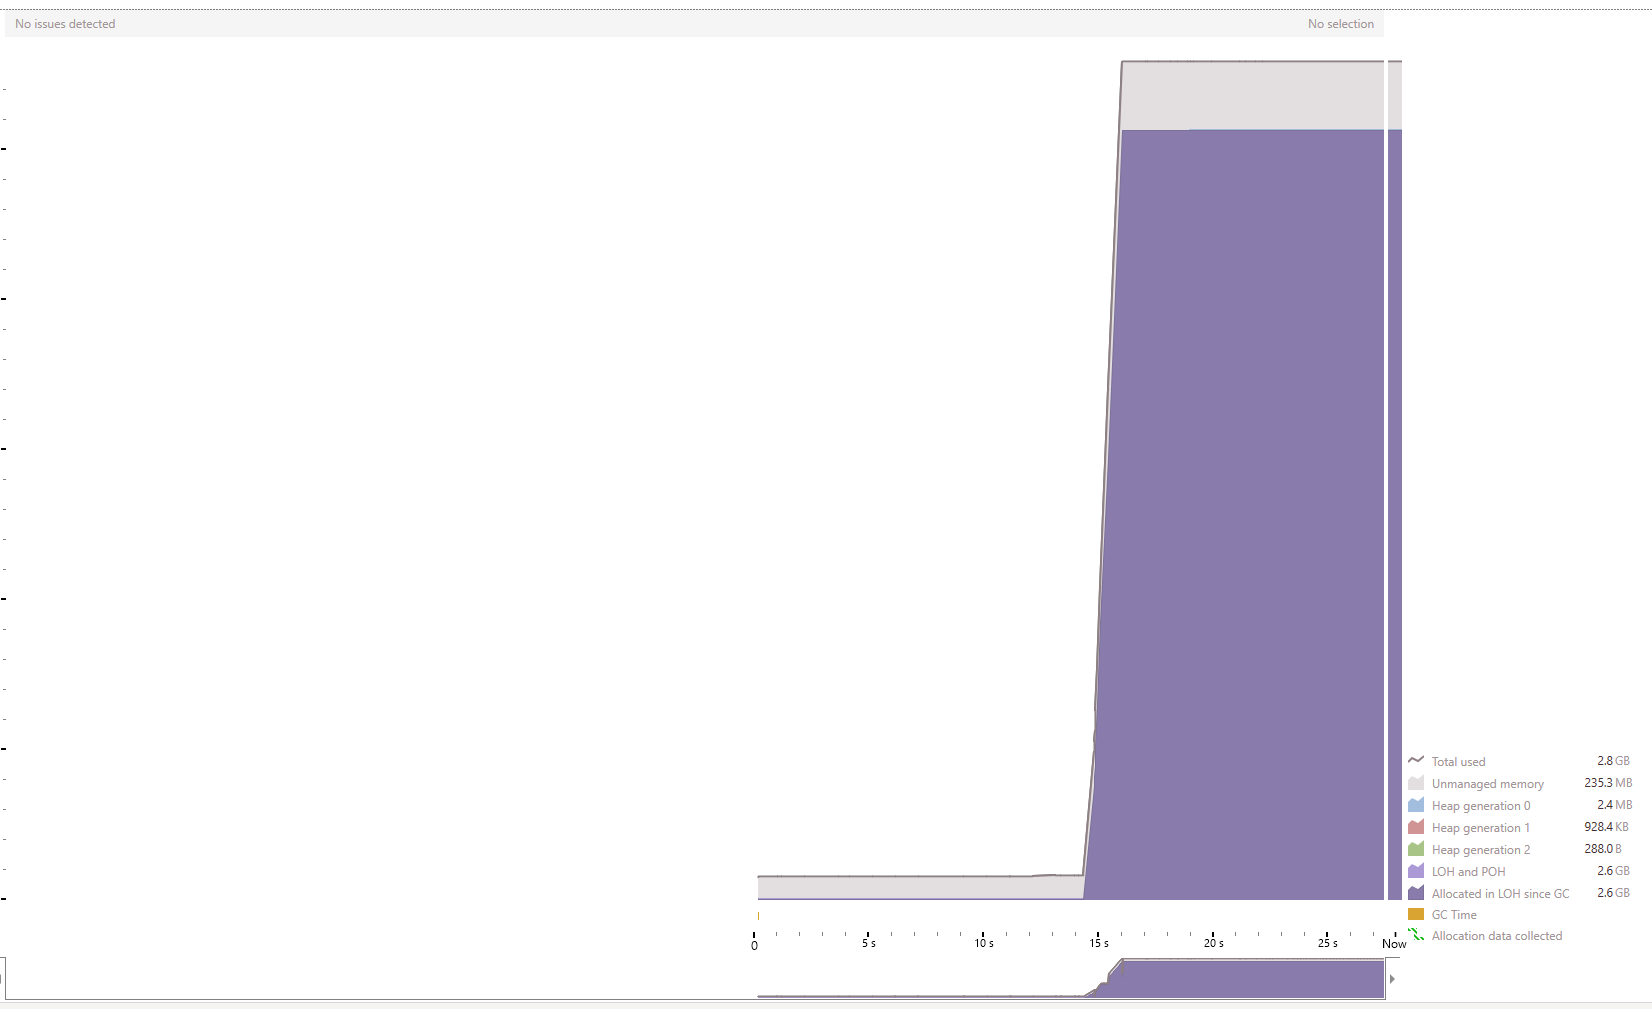 No issues detected
No selection
Total used 2.8 GB
Unmanaged memory 235.3 MB
Heap generation 0 2.4 MB
Heap generation 1 928.4 KB
Heap generation 2 288.0 B
LOH and POH 2.6 GB
Allocated in LOH since GC 2.6 GB
GC Time
Allocation data collected
0 5 s 10 s 15 s 20 s 25 s Now